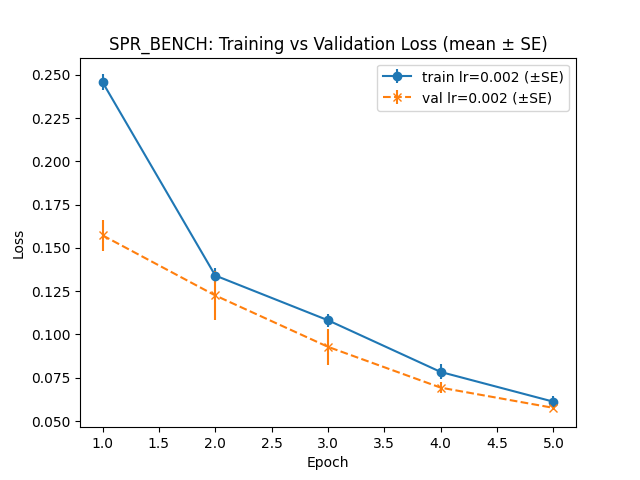 SPR_BENCH: Training vs Validation Loss (mean ± SE)
train lr=0.002 (±SE)
val lr=0.002 (±SE)
Loss
0.250
0.225
0.200
0.175
0.150
0.125
0.100
0.075
0.050
1.0 1.5 2.0 2.5 3.0 3.5 4.0 4.5 5.0
Epoch